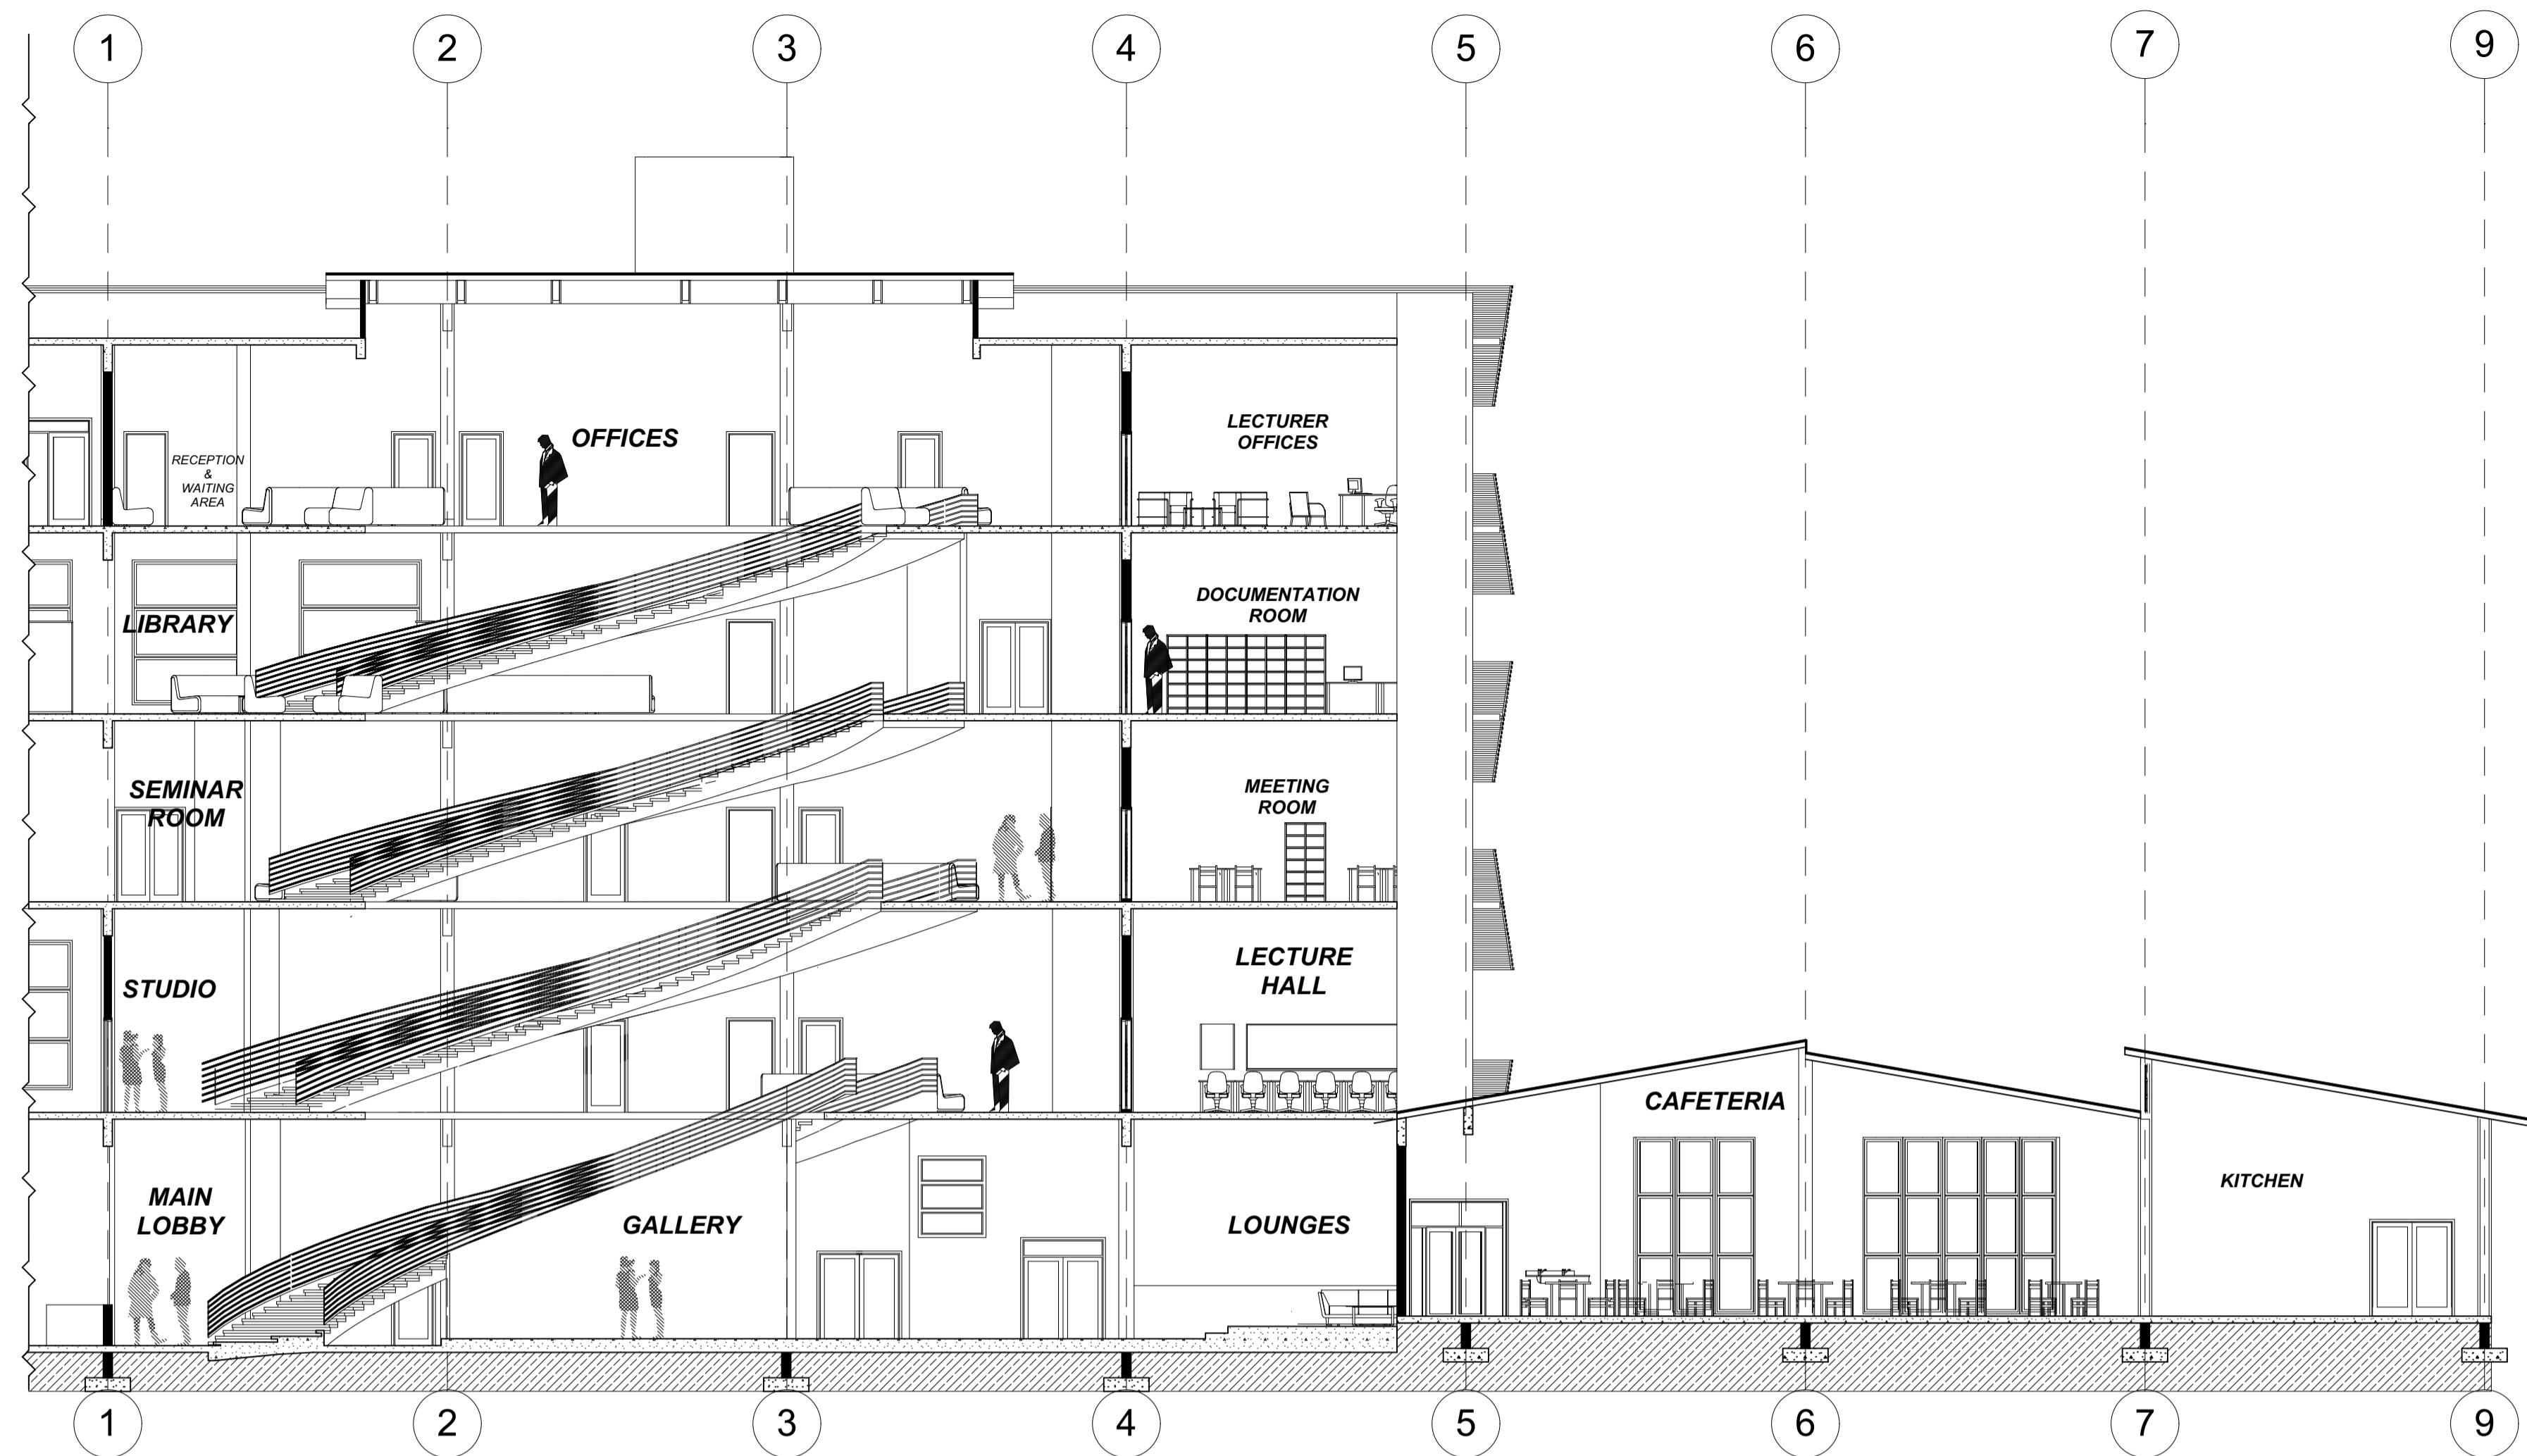 1 2 3 4 5 6 7 9
OFFICES
LECTURER
OFFICES
RECEPTION
&
WAITING
AREA
LIBRARY
DOCUMENTATION
ROOM
SEMINAR
ROOM
MEETING
ROOM
STUDIO
LECTURE
HALL
CAFETERIA
MAIN
LOBBY
GALLERY
LOUNGES
KITCHEN
1 2 3 4 5 6 7 9